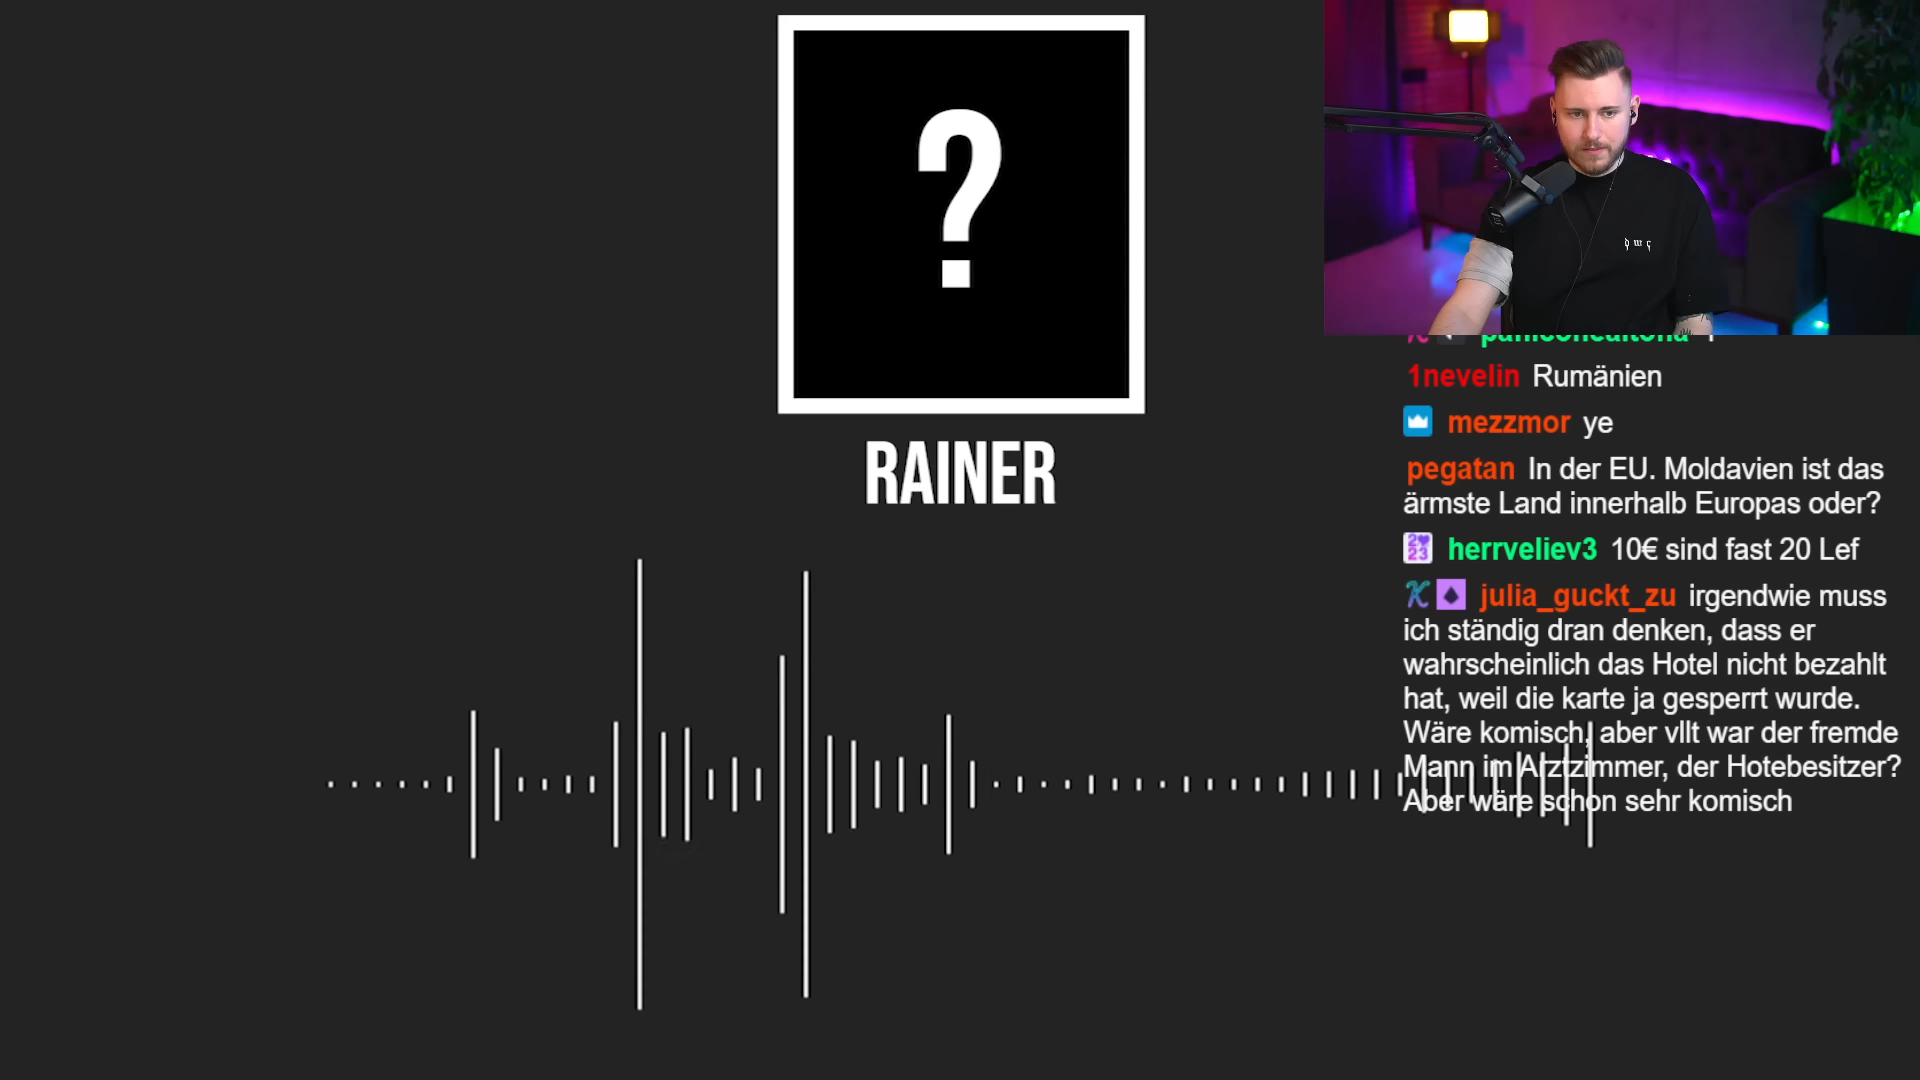 ?
RAINER
1nevelin Rumänien
mezzmor ye
pegatan In der EU. Moldavien ist das
ärmste Land innerhalb Europas oder?
herrveliev3 10€ sind fast 20 Lef
julia_guckt_zu irgendwie muss
ich ständig dran denken, dass er
wahrscheinlich das Hotel nicht bezahlt
hat, weil die karte ja gesperrt wurde.
Wäre komisch, aber vllt war der fremde
Mann im Arztzimmer, der Hotebesitzer?
Aber wäre schon sehr komisch